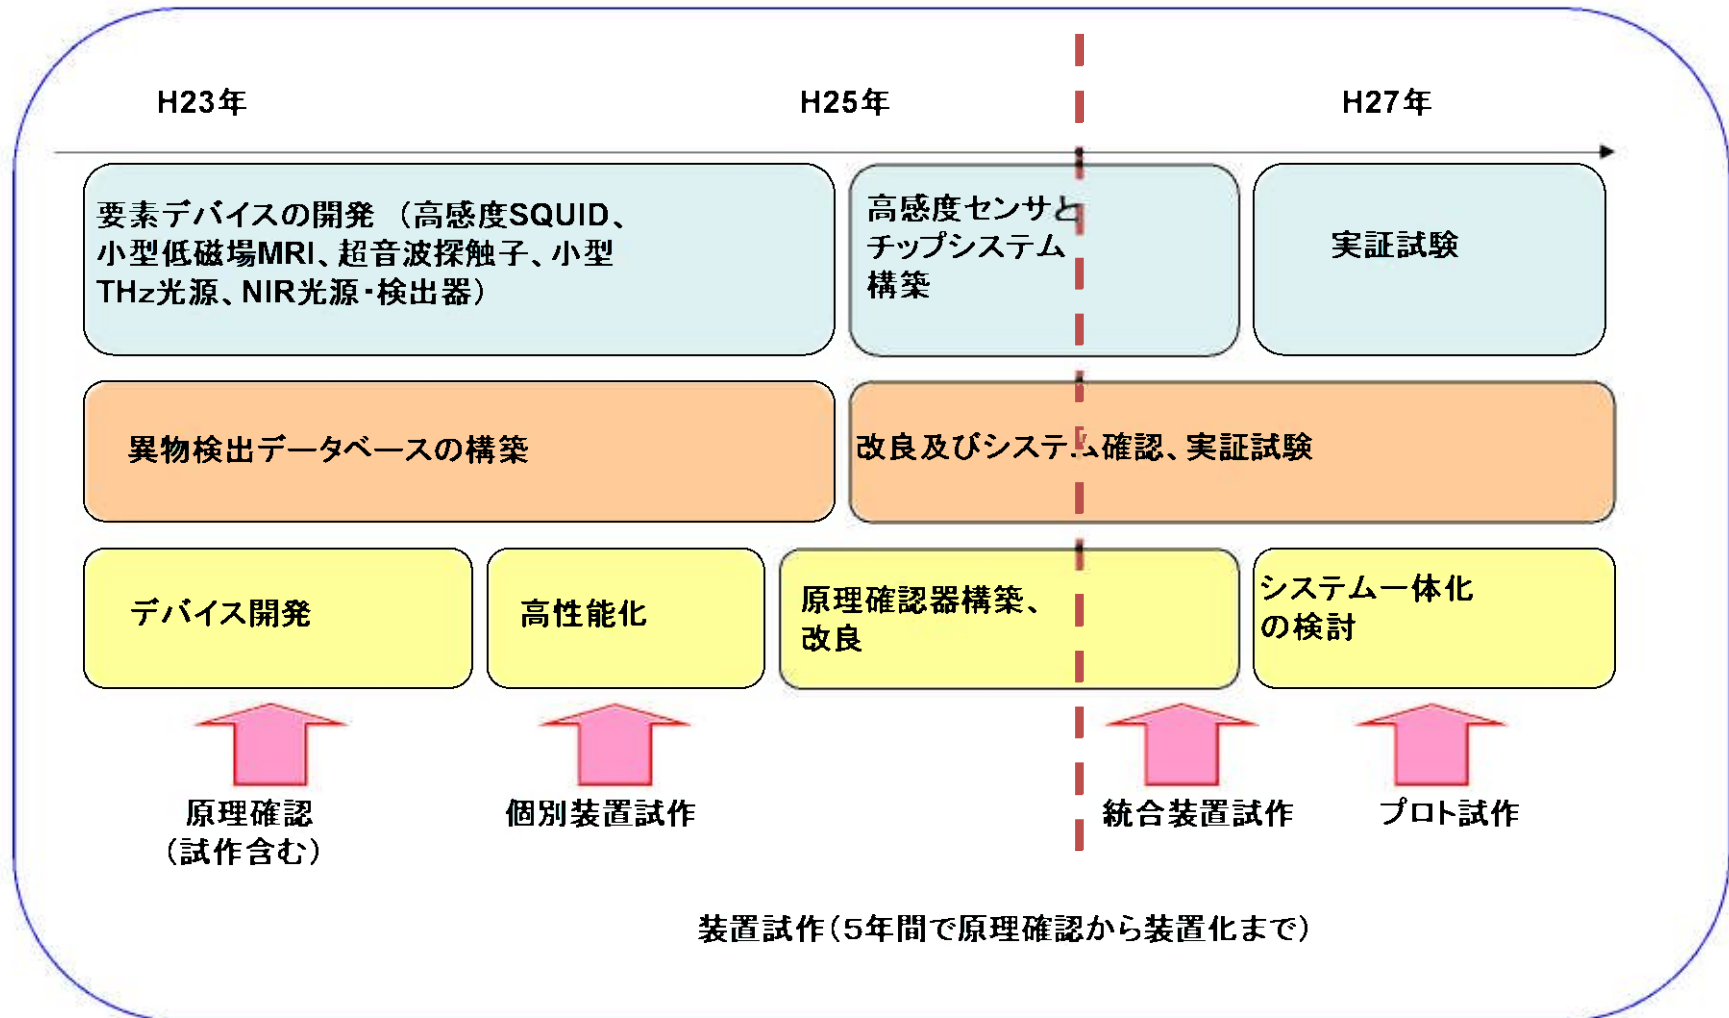 H23年
H25年
H27年
要素デバイスの開発 (高感度SQUID、
小型低磁場MRI、超音波探触子、小型
THz光源、NIR光源・検出器)
高感度センサと
チップシステム
構築
実証試験
異物検出データベースの構築
改良及びシステム確認、実証試験
デバイス開発
高性能化
原理確認器構築、
改良
システム一体化
の検討
原理確認
(試作含む)
個別装置試作
統合装置試作
プロト試作
装置試作(5年間で原理確認から装置化まで)